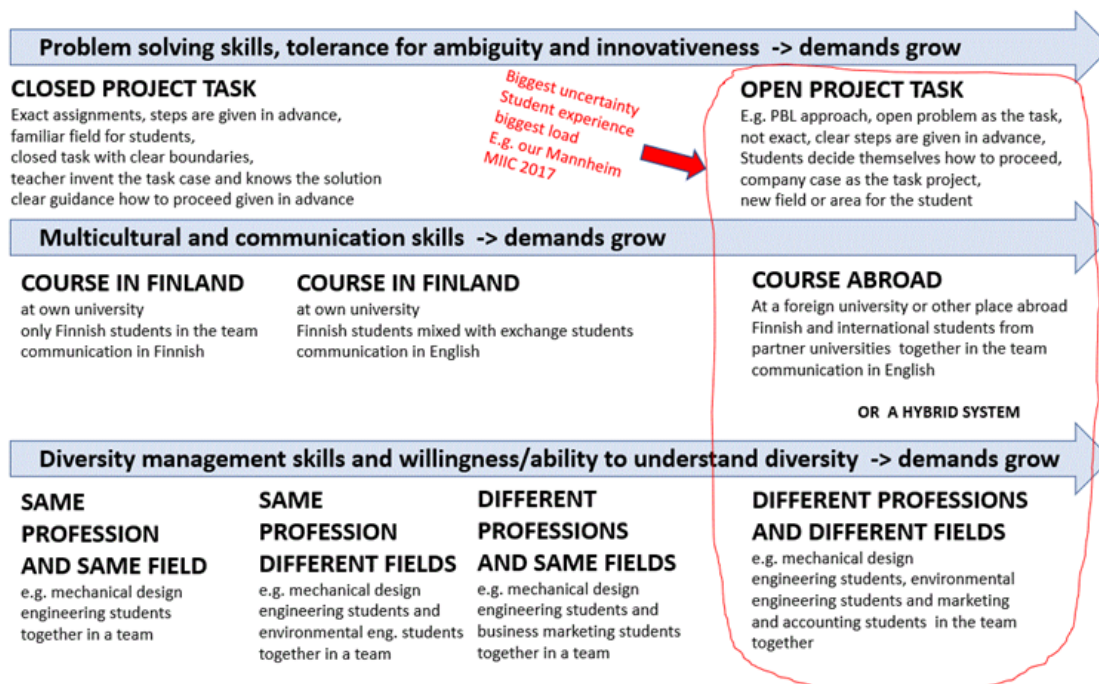 Problem solving skills, tolerance for ambiguity and innovativeness -> demands grow
CLOSED PROJECT TASK
Exact assignments, steps are given in advance,
familiar field for students,
closed task with clear boundaries,
teacher invent the task case and knows the solution
clear guidance how to proceed given in advance
Biggest uncertainty
Student experience
biggest load
E.g. our Mannheim
MIIC 2017
OPEN PROJECT TASK
E.g. PBL approach, open problem as the task,
not exact, clear steps are given in advance,
Students decide themselves how to proceed,
company case as the task project,
new field or area for the student
Multicultural and communication skills -> demands grow
COURSE IN FINLAND
at own university
only Finnish students in the team
communication in Finnish
COURSE IN FINLAND
at own university
Finnish students mixed with exchange students
communication in English
COURSE ABROAD
At a foreign university or other place abroad
Finnish and international students from
partner universities together in the team
communication in English
OR A HYBRID SYSTEM
Diversity management skills and willingness/ability to understand diversity -> demands grow
SAME
PROFESSION
AND SAME FIELD
e.g. mechanical design
engineering students
together in a team
SAME
PROFESSION
DIFFERENT FIELDS
e.g. mechanical design
engineering students and
environmental eng. students
together in a team
DIFFERENT
PROFESSIONS
AND SAME FIELDS
e.g. mechanical design
engineering students and
business marketing students
together in a team
DIFFERENT PROFESSIONS
AND DIFFERENT FIELDS
e.g. mechanical design
engineering students, environmental
engineering students and marketing
and accounting students in the team
together